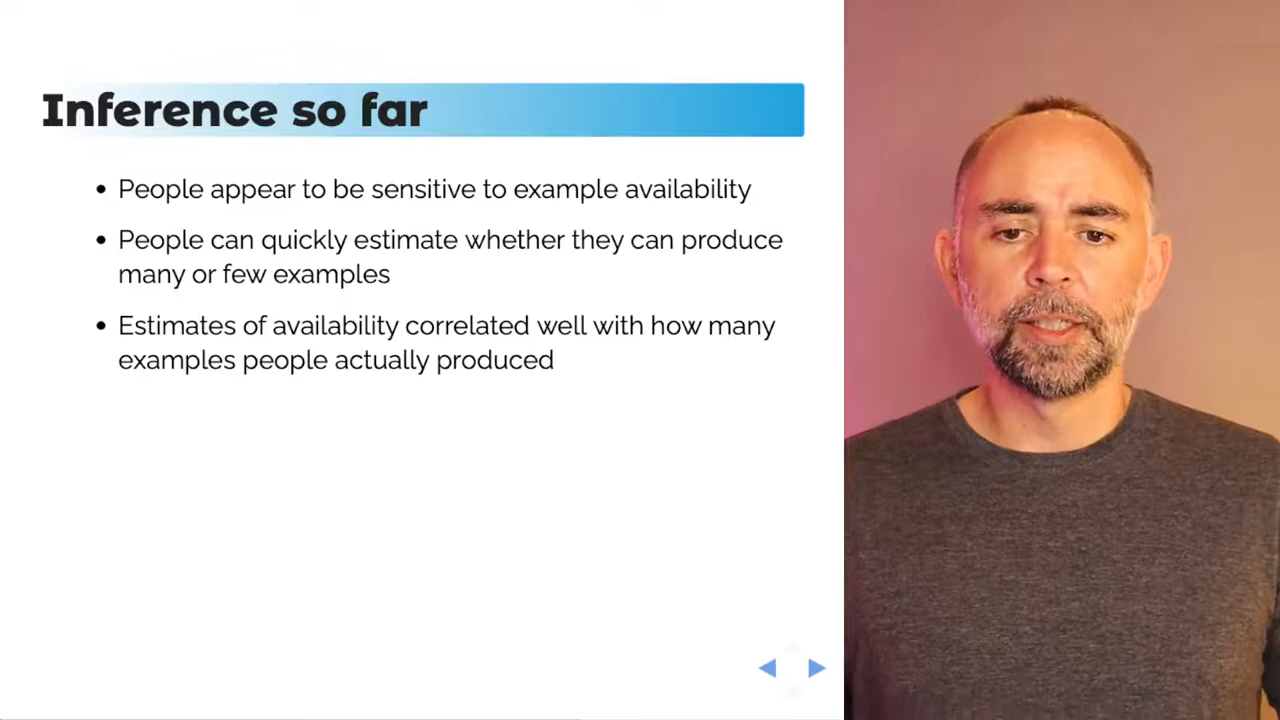 Inference so far
• People appear to be sensitive to example availability
• People can quickly estimate whether they can produce
many or few examples
• Estimates of availability correlated well with how many
examples people actually produced